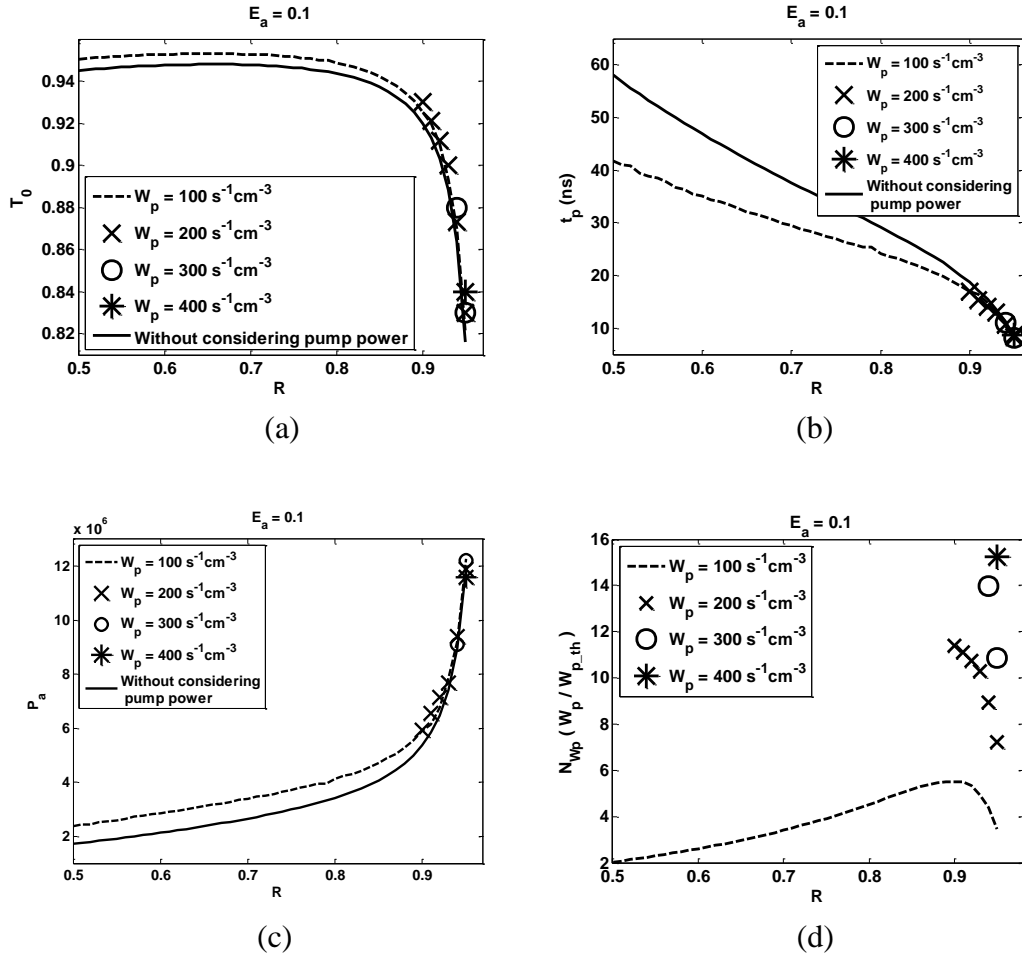 E_a = 0.1
T_0
0.94
0.92
0.9
0.88
0.86
0.84
0.82
W_p = 100 s^-1cm^-3
W_p = 200 s^-1cm^-3
W_p = 300 s^-1cm^-3
W_p = 400 s^-1cm^-3
Without considering pump power
0.5 0.6 0.7 0.8 0.9
R
(a)
E_a = 0.1
t_p (ns)
60
50
40
30
20
10
W_p = 100 s^-1cm^-3
W_p = 200 s^-1cm^-3
W_p = 300 s^-1cm^-3
W_p = 400 s^-1cm^-3
Without considering
pump power
0.5 0.6 0.7 0.8 0.9
R
(b)
x 10^6
E_a = 0.1
P_a
12
10
8
6
4
2
W_p = 100 s^-1cm^-3
W_p = 200 s^-1cm^-3
W_p = 300 s^-1cm^-3
W_p = 400 s^-1cm^-3
Without considering
pump power
0.5 0.6 0.7 0.8 0.9
R
(c)
E_a = 0.1
N_Wp ( W_p / W_p_th )
16
14
12
10
8
6
4
2
W_p = 100 s^-1cm^-3
W_p = 200 s^-1cm^-3
W_p = 300 s^-1cm^-3
W_p = 400 s^-1cm^-3
0.5 0.6 0.7 0.8 0.9
R
(d)